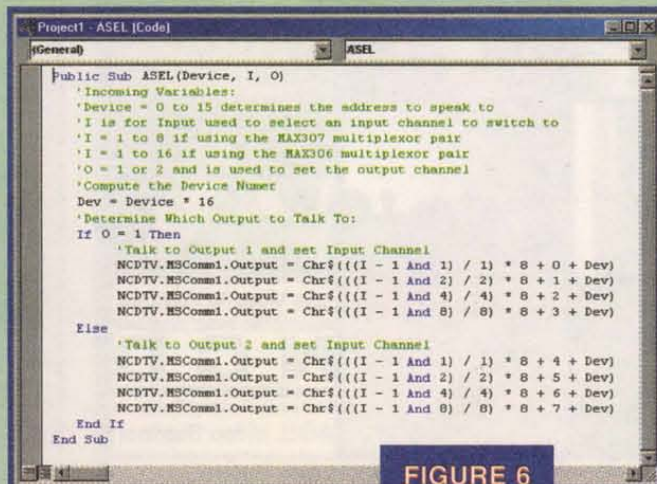 Project1 - ASEL [Code]
(General) ASEL
Public Sub ASEL(Device, I, O)
'Incoming Variables:
'Device = 0 to 15 determines the address to speak to
'I is for Input used to select an input channel to switch to
'I = 1 to 8 if using the MAX307 multiplexor pair
'I = 1 to 16 if using the MAX306 multiplexor pair
'O = 1 or 2 and is used to set the output channel
'Compute the Device Numer
Dev = Device * 16
'Determine Which Output to Talk To:
If O = 1 Then
'Talk to Output 1 and set Input Channel
NCDTV.MSComm1.Output = Chr$(((I - 1 And 1) / 1) * 8 + 0 + Dev)
NCDTV.MSComm1.Output = Chr$(((I - 1 And 2) / 2) * 8 + 1 + Dev)
NCDTV.MSComm1.Output = Chr$(((I - 1 And 4) / 4) * 8 + 2 + Dev)
NCDTV.MSComm1.Output = Chr$(((I - 1 And 8) / 8) * 8 + 3 + Dev)
Else
'Talk to Output 2 and set Input Channel
NCDTV.MSComm1.Output = Chr$(((I - 1 And 1) / 1) * 8 + 4 + Dev)
NCDTV.MSComm1.Output = Chr$(((I - 1 And 2) / 2) * 8 + 5 + Dev)
NCDTV.MSComm1.Output = Chr$(((I - 1 And 4) / 4) * 8 + 6 + Dev)
NCDTV.MSComm1.Output = Chr$(((I - 1 And 8) / 8) * 8 + 7 + Dev)
End If
End Sub
FIGURE 6